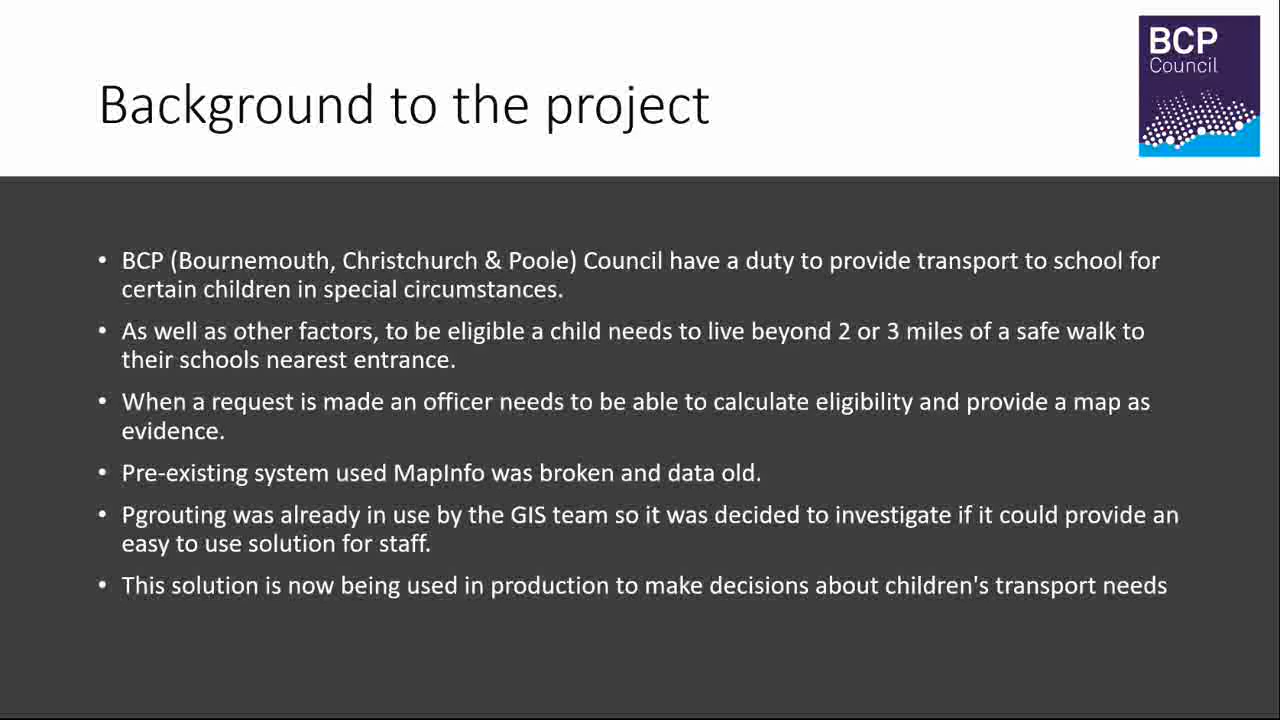 BCP
Council
Background to the project
• BCP (Bournemouth, Christchurch & Poole) Council have a duty to provide transport to school for
certain children in special circumstances.
• As well as other factors, to be eligible a child needs to live beyond 2 or 3 miles of a safe walk to
their schools nearest entrance.
• When a request is made an officer needs to be able to calculate eligibility and provide a map as
evidence.
• Pre-existing system used MapInfo was broken and data old.
• Pgrouting was already in use by the GIS team so it was decided to investigate if it could provide an
easy to use solution for staff.
• This solution is now being used in production to make decisions about children's transport needs